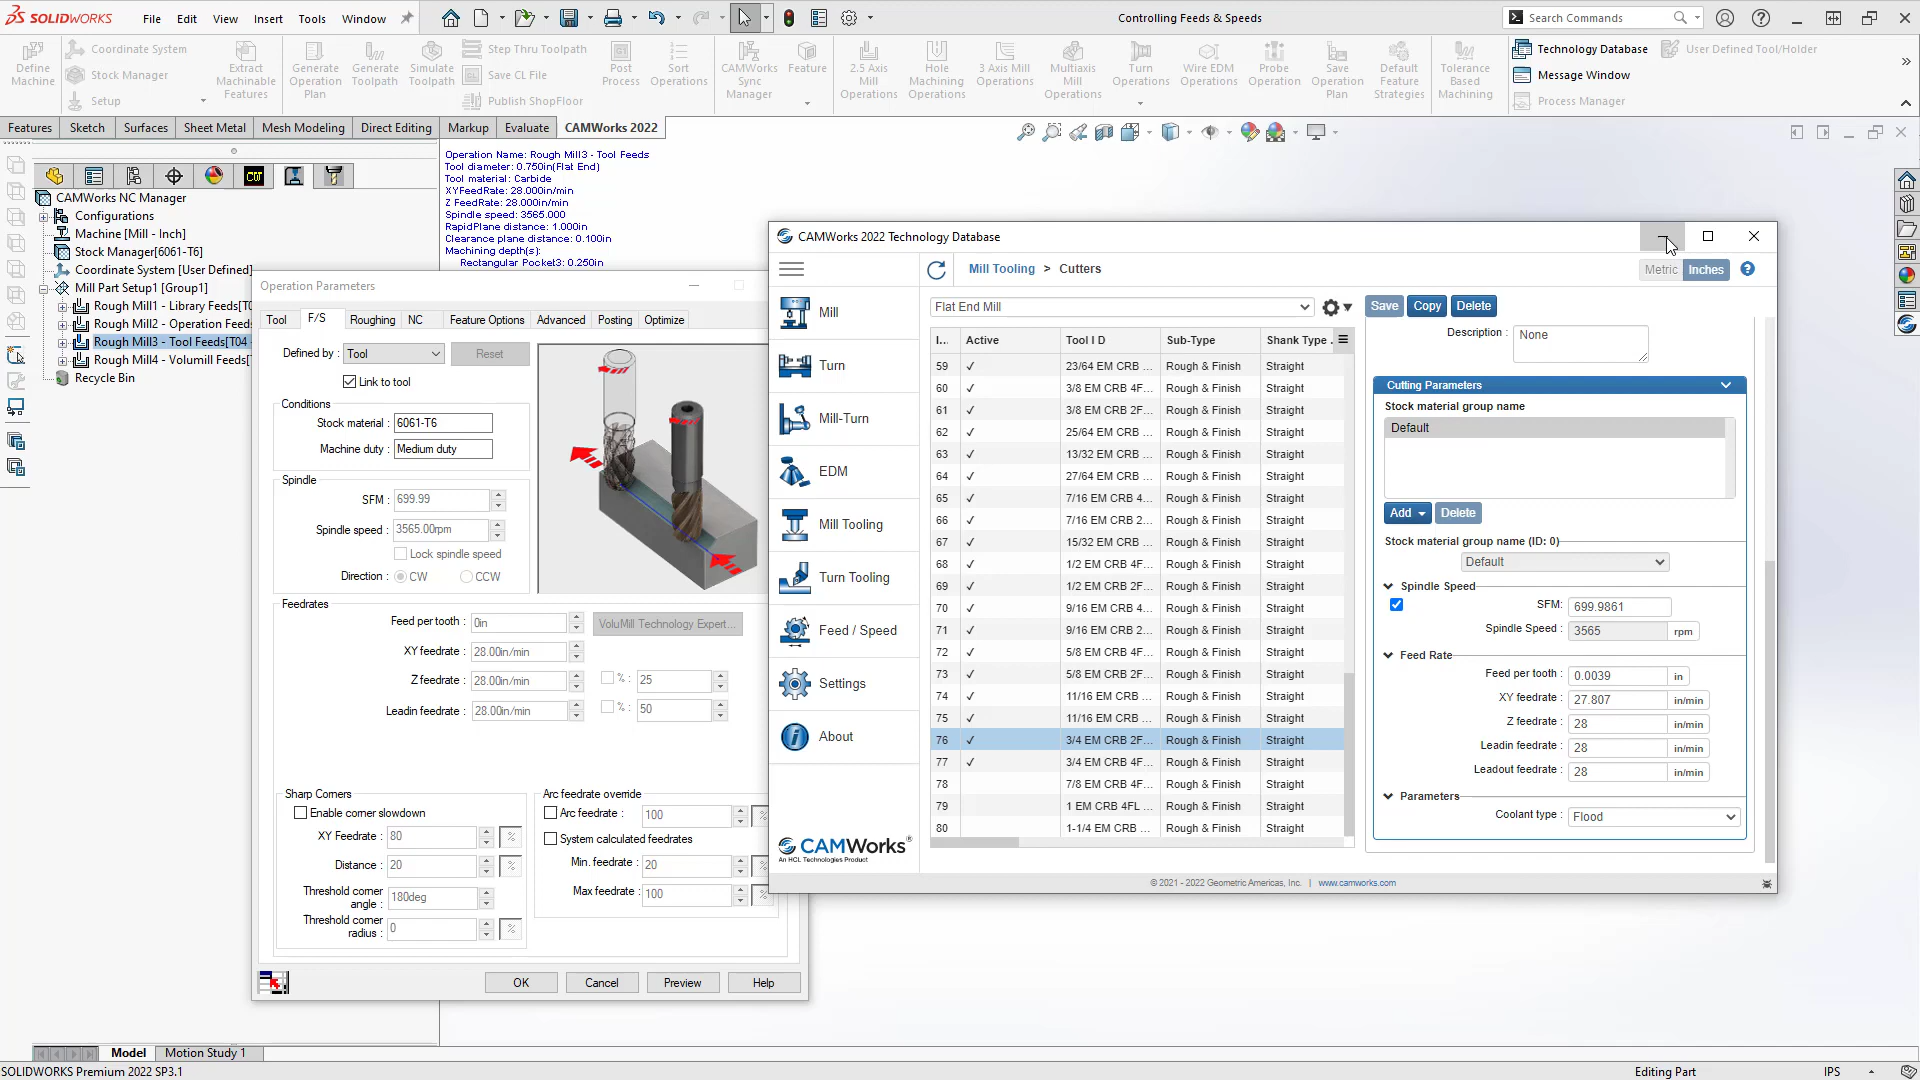 SOLIDWORKS File Edit View Insert Tools Window
Controlling Feeds & Speeds
Search Commands
Define Machine
Coordinate System
Stock Manager
Setup
Extract Machinable Features
Generate Operation Plan
Generate Toolpath
Simulate Toolpath
Step Thru Toolpath
Save CL File
Publish ShopFloor
Post Process
Sort Operations
CAMWorks Sync Manager
Feature
2.5 Axis Mill Operations
Hole Machining Operations
3 Axis Mill Operations
Multiaxis Mill Operations
Turn Operations
Wire EDM Operations
Probe Operation
Save Operation Plan
Default Feature Strategies
Tolerance Based Machining
Technology Database
Message Window
Process Manager
User Defined Tool/Holder
Features Sketch Surfaces Sheet Metal Mesh Modeling Direct Editing Markup Evaluate CAMWorks 2022
CAMWorks NC Manager
Configurations
Machine [Mill - Inch]
Stock Manager[6061-T6]
Coordinate System [User Defined]
Mill Part Setup1 [Group1]
Rough Mill1 - Library Feeds[T0
Rough Mill2 - Operation Feeds
Rough Mill3 - Tool Feeds[T04 -
Rough Mill4 - Volumill Feeds[T
Recycle Bin
Operation Name: Rough Mill3 - Tool Feeds
Tool diameter: 0.750in(Flat End)
Tool material: Carbide
XYFeedRate: 28.000in/min
Z FeedRate: 28.000in/min
Spindle speed: 3565.000
RapidPlane distance: 1.000in
Clearance plane distance: 0.100in
Machining depth(s):
Rectangular Pocket3: 0.250in
Operation Parameters
Tool F/S Roughing NC Feature Options Advanced Posting Optimize
Defined by : Tool Reset
Link to tool
Conditions
Stock material : 6061-T6
Machine duty : Medium duty
Spindle
SFM : 699.99
Spindle speed : 3565.00rpm
Lock spindle speed
Direction : CW CCW
Feedrates
Feed per tooth : 0in VoluMill Technology Expert...
XY feedrate : 28.00in/min
Z feedrate : 28.00in/min % : 25
Leadin feedrate : 28.00in/min % : 50
Sharp Corners
Enable corner slowdown
XY Feedrate : 80 %
Distance : 20 %
Threshold corner angle : 180deg
Threshold corner radius : 0 %
Arc feedrate override
Arc feedrate : 100 %
System calculated feedrates
Min. feedrate : 20 %
Max feedrate : 100 %
OK Cancel Preview Help
CAMWorks 2022 Technology Database
Mill Tooling > Cutters
Metric Inches
Mill
Turn
Mill-Turn
EDM
Mill Tooling
Turn Tooling
Feed / Speed
Settings
About
CAMWorks®
An HCL Technologies Product
Flat End Mill
I... Active Tool I D Sub-Type Shank Type
59 ✓ 23/64 EM CRB ... Rough & Finish Straight
60 ✓ 3/8 EM CRB 4F... Rough & Finish Straight
61 ✓ 3/8 EM CRB 2F... Rough & Finish Straight
62 ✓ 25/64 EM CRB ... Rough & Finish Straight
63 ✓ 13/32 EM CRB ... Rough & Finish Straight
64 ✓ 27/64 EM CRB ... Rough & Finish Straight
65 ✓ 7/16 EM CRB 4... Rough & Finish Straight
66 ✓ 7/16 EM CRB 2... Rough & Finish Straight
67 ✓ 15/32 EM CRB ... Rough & Finish Straight
68 ✓ 1/2 EM CRB 4F... Rough & Finish Straight
69 ✓ 1/2 EM CRB 2F... Rough & Finish Straight
70 ✓ 9/16 EM CRB 4... Rough & Finish Straight
71 ✓ 9/16 EM CRB 2... Rough & Finish Straight
72 ✓ 5/8 EM CRB 4F... Rough & Finish Straight
73 ✓ 5/8 EM CRB 2F... Rough & Finish Straight
74 ✓ 11/16 EM CRB ... Rough & Finish Straight
75 ✓ 11/16 EM CRB ... Rough & Finish Straight
76 ✓ 3/4 EM CRB 2F... Rough & Finish Straight
77 ✓ 3/4 EM CRB 4F... Rough & Finish Straight
78 7/8 EM CRB 4F... Rough & Finish Straight
79 1 EM CRB 4FL ... Rough & Finish Straight
80 1-1/4 EM CRB ... Rough & Finish Straight
Save Copy Delete
Description : None
Cutting Parameters
Stock material group name
Default
Add Delete
Stock material group name (ID: 0)
Default
Spindle Speed
SFM: 699.9861
Spindle Speed : 3565 rpm
Feed Rate
Feed per tooth : 0.0039 in
XY feedrate : 27.807 in/min
Z feedrate : 28 in/min
Leadin feedrate : 28 in/min
Leadout feedrate : 28 in/min
Parameters
Coolant type : Flood
© 2021 - 2022 Geometric Americas, Inc. | www.camworks.com
Model Motion Study 1
SOLIDWORKS Premium 2022 SP3.1
Editing Part IPS